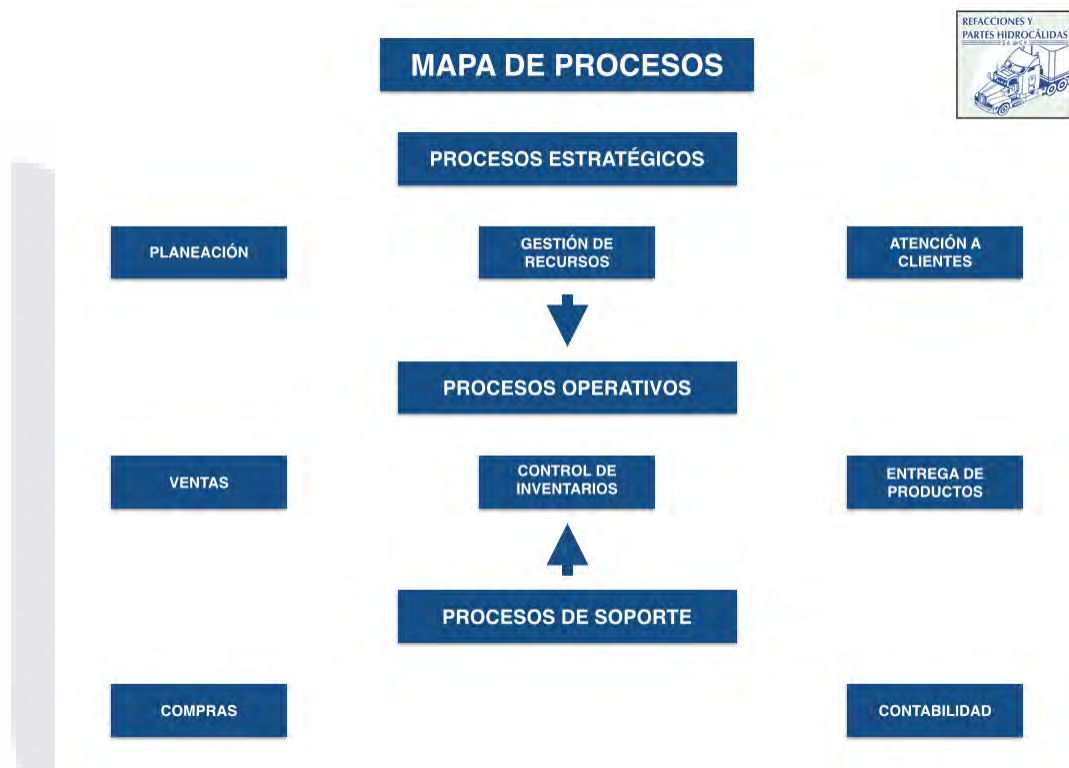 REFACCIONES Y
PARTES HIDROCÁLIDAS
S.A. de C.V.
MAPA DE PROCESOS
PROCESOS ESTRATÉGICOS
PLANEACIÓN
GESTIÓN DE
RECURSOS
ATENCIÓN A
CLIENTES
PROCESOS OPERATIVOS
VENTAS
CONTROL DE
INVENTARIOS
ENTREGA DE
PRODUCTOS
PROCESOS DE SOPORTE
COMPRAS
CONTABILIDAD